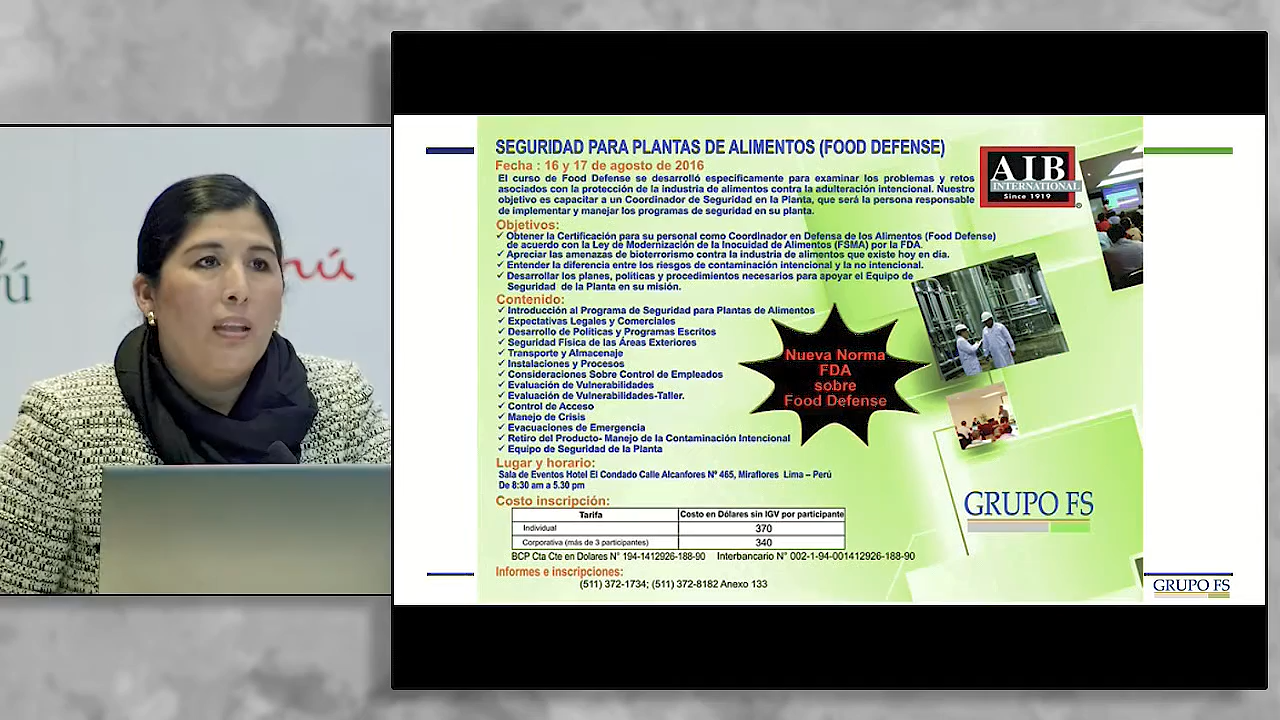 SEGURIDAD PARA PLANTAS DE ALIMENTOS (FOOD DEFENSE)
Fecha : 16 y 17 de agosto de 2016
El curso de Food Defense se desarrolló específicamente para examinar los problemas y retos
asociados con la protección de la industria de alimentos contra la adulteración intencional. Nuestro
objetivo es capacitar a un Coordinador de Seguridad en la Planta, que será la persona responsable
de implementar y manejar los programas de seguridad en su planta.
Objetivos:
✓ Obtener la Certificación para su personal como Coordinador en Defensa de los Alimentos (Food Defense)
de acuerdo con la Ley de Modernización de la Inocuidad de Alimentos (FSMA) por la FDA.
✓ Apreciar las amenazas de bioterrorismo contra la industria de alimentos que existe hoy en día.
✓ Entender la diferencia entre los riesgos de contaminación intencional y la no intencional.
✓ Desarrollar los planes, políticas y procedimientos necesarios para apoyar el Equipo de
Seguridad de la Planta en su misión.
Contenido:
✓ Introducción al Programa de Seguridad para Plantas de Alimentos
✓ Expectativas Legales y Comerciales
✓ Desarrollo de Políticas y Programas Escritos
✓ Seguridad Física de las Áreas Exteriores
✓ Transporte y Almacenaje
✓ Instalaciones y Procesos
✓ Consideraciones Sobre Control de Empleados
✓ Evaluación de Vulnerabilidades
✓ Evaluación de Vulnerabilidades-Taller.
✓ Control de Acceso
✓ Manejo de Crisis
✓ Evacuaciones de Emergencia
✓ Retiro del Producto- Manejo de la Contaminación Intencional
✓ Equipo de Seguridad de la Planta
Lugar y horario:
Sala de Eventos Hotel El Condado Calle Alcanfores Nº 465, Miraflores Lima – Perú
De 8:30 am a 5.30 pm
Costo inscripción:
Tarifa Costo en Dólares sin IGV por participante
Individual 370
Corporativa (más de 3 participantes) 340
BCP Cta Cte en Dolares N° 194-1412926-188-90 Interbancario N° 002-1-94-001412926-188-90
Informes e inscripciones:
(511) 372-1734; (511) 372-8182 Anexo 133
AIB
INTERNATIONAL
Since 1919
®
Nueva Norma
FDA
sobre
Food Defense
GRUPO FS
GRUPO FS